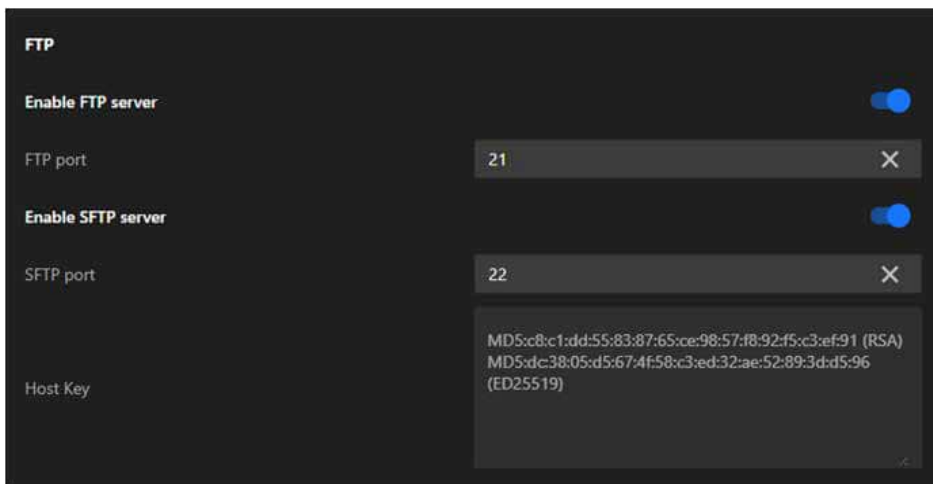 FTP
Enable FTP server
FTP port
21
Enable SFTP server
SFTP port
22
Host Key
MD5:c8:c1:dd:55:83:87:65:ce:98:57:f8:92:f5:c3:ef:91 (RSA)
MD5:dc:38:05:d5:67:4f:58:c3:ed:32:ae:52:89:3d:d5:96
(ED25519)